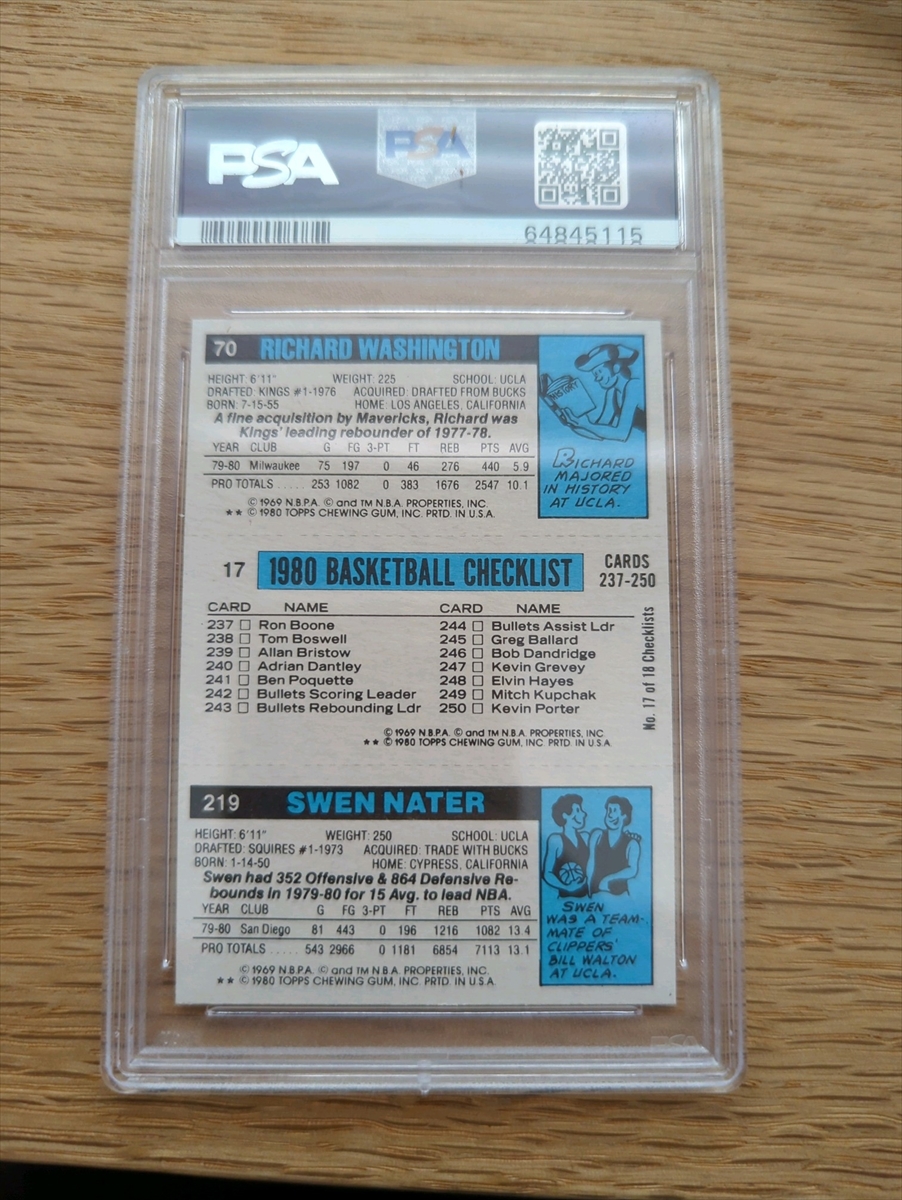 PSA
PSA
64845115
70 RICHARD WASHINGTON
HEIGHT: 6'11" WEIGHT: 225 SCHOOL: UCLA
DRAFTED: KINGS #1-1976 ACQUIRED: DRAFTED FROM BUCKS
BORN: 7-15-55 HOME: LOS ANGELES, CALIFORNIA
A fine acquisition by Mavericks, Richard was
Kings' leading rebounder of 1977-78.
YEAR CLUB G FG 3-PT FT REB PTS AVG
79-80 Milwaukee 75 197 0 46 276 440 5.9
PRO TOTALS..... 253 1082 0 383 1676 2547 10.1
© 1969 N.B.P.A. © and TM N.B.A. PROPERTIES, INC.
★★ © 1980 TOPPS CHEWING GUM, INC. PRTD. IN U.S.A.
HISTORY
RICHARD
MAJORED
IN HISTORY
AT UCLA.
17 1980 BASKETBALL CHECKLIST CARDS
237-250
CARD NAME
237 □ Ron Boone
238 □ Tom Boswell
239 □ Allan Bristow
240 □ Adrian Dantley
241 □ Ben Poquette
242 □ Bullets Scoring Leader
243 □ Bullets Rebounding Ldr
CARD NAME
244 □ Bullets Assist Ldr
245 □ Greg Ballard
246 □ Bob Dandridge
247 □ Kevin Grevey
248 □ Elvin Hayes
249 □ Mitch Kupchak
250 □ Kevin Porter
No. 17 of 18 Checklists
© 1969 N.B.P.A. © and TM N.B.A. PROPERTIES, INC.
★★ © 1980 TOPPS CHEWING GUM, INC. PRTD. IN U.S.A.
219 SWEN NATER
HEIGHT: 6'11" WEIGHT: 250 SCHOOL: UCLA
DRAFTED: SQUIRES #1-1973 ACQUIRED: TRADE WITH BUCKS
BORN: 1-14-50 HOME: CYPRESS, CALIFORNIA
Swen had 352 Offensive & 864 Defensive Re-
bounds in 1979-80 for 15 Avg. to lead NBA.
YEAR CLUB G FG 3-PT FT REB PTS AVG
79-80 San Diego 81 443 0 196 1216 1082 13.4
PRO TOTALS..... 543 2966 0 1181 6854 7113 13.1
© 1969 N.B.P.A. © and TM N.B.A. PROPERTIES, INC.
★★ © 1980 TOPPS CHEWING GUM, INC. PRTD. IN U.S.A.
SWEN
WAS A TEAM-
MATE OF
CLIPPERS'
BILL WALTON
AT UCLA.
PSA